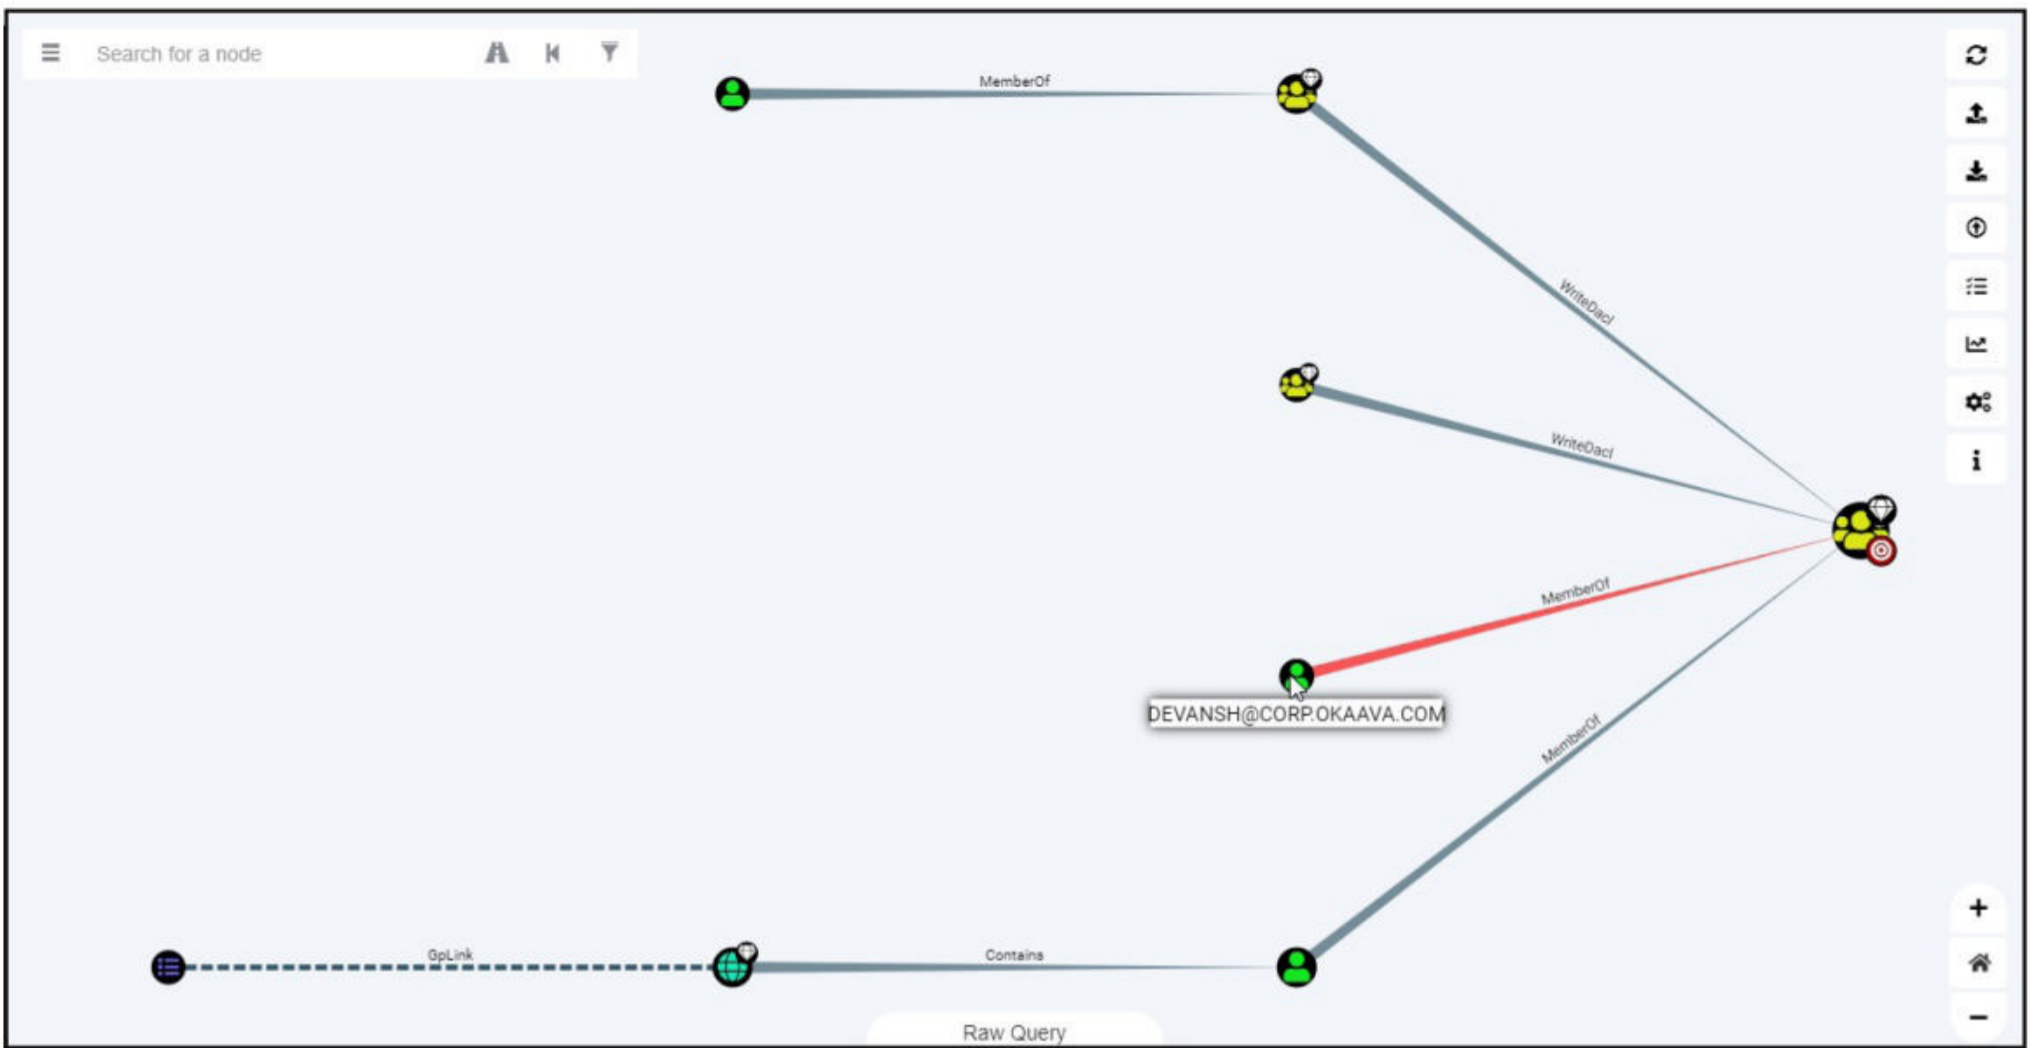 Search for a node
MemberOf
WriteDacl
WriteDacl
MemberOf
DEVANSH@CORP.OKAAVA.COM
MemberOf
GpLink
Contains
Raw Query